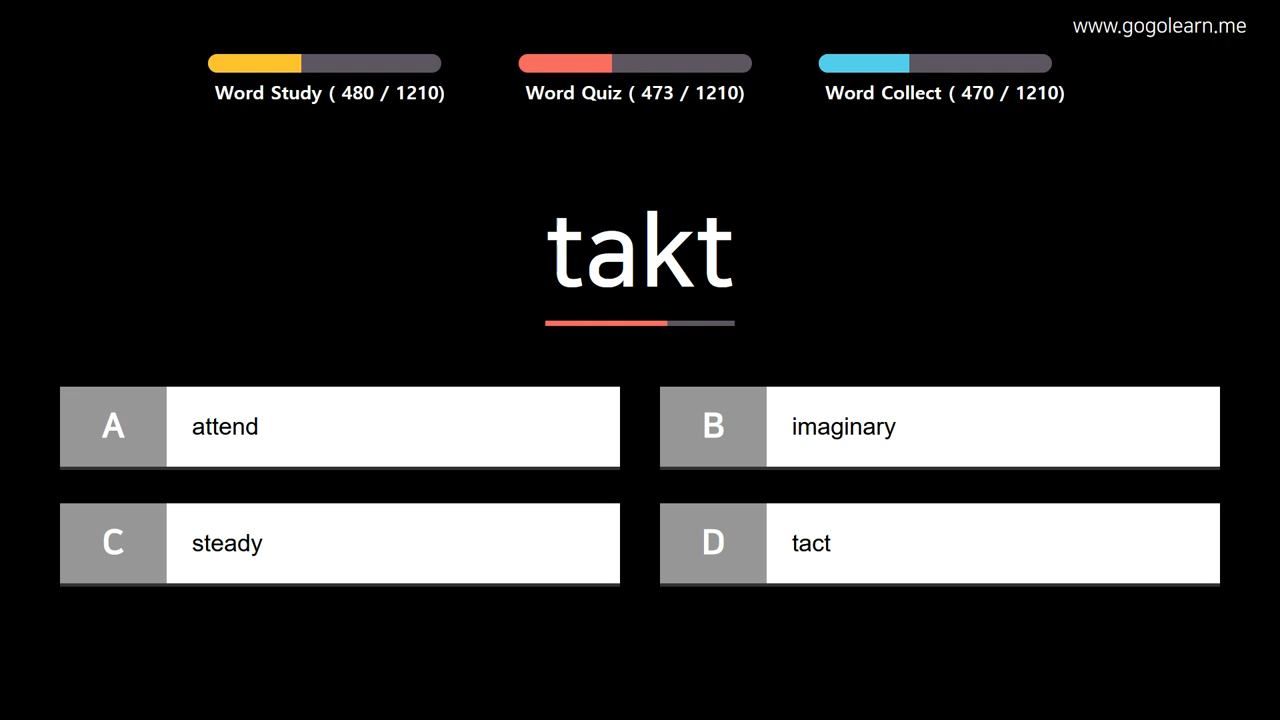 www.gogolearn.me
Word Study ( 480 / 1210)
Word Quiz ( 473 / 1210)
Word Collect ( 470 / 1210)
takt
A attend
B imaginary
C steady
D tact